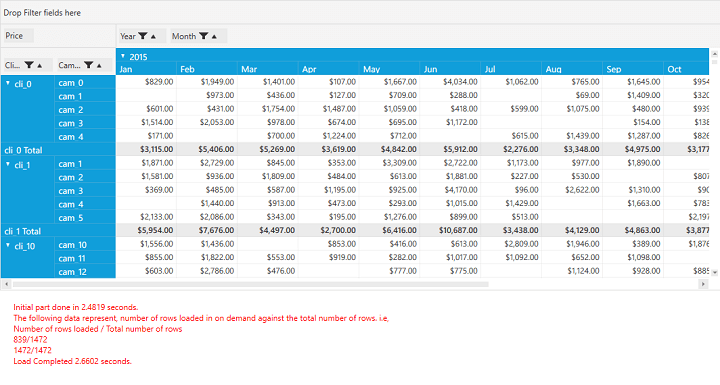 Drop Filter fields here
Price Year Month
2015
Cli... Cam... Jan Feb Mar Apr May Jun Jul Aug Sep Oct
cli_0 cam 0 $829.00 $1,949.00 $1,401.00 $107.00 $1,667.00 $4,034.00 $1,062.00 $765.00 $1,645.00 $954
cam 1 $973.00 $436.00 $127.00 $709.00 $288.00 $69.00 $1,409.00 $320
cam 2 $601.00 $431.00 $1,754.00 $1,487.00 $1,059.00 $418.00 $599.00 $1,075.00 $480.00 $939
cam 3 $1,514.00 $2,053.00 $978.00 $674.00 $695.00 $1,172.00 $154.00 $138
cam 4 $171.00 $700.00 $1,224.00 $712.00 $615.00 $1,439.00 $1,287.00 $826
cli 0 Total $3,115.00 $5,406.00 $5,269.00 $3,619.00 $4,842.00 $5,912.00 $2,276.00 $3,348.00 $4,975.00 $3,177
cli_1 cam 1 $1,871.00 $2,729.00 $845.00 $353.00 $3,309.00 $2,722.00 $1,173.00 $977.00 $1,890.00
cam 2 $1,581.00 $936.00 $1,809.00 $484.00 $613.00 $1,881.00 $227.00 $530.00 $807
cam 3 $369.00 $485.00 $587.00 $1,195.00 $925.00 $4,170.00 $96.00 $2,622.00 $1,310.00 $90
cam 4 $1,440.00 $913.00 $473.00 $293.00 $1,015.00 $1,429.00 $1,663.00 $783
cam 5 $2,133.00 $2,086.00 $343.00 $195.00 $1,276.00 $899.00 $513.00 $2,197
cli 1 Total $5,954.00 $7,676.00 $4,497.00 $2,700.00 $6,416.00 $10,687.00 $3,438.00 $4,129.00 $4,863.00 $3,877
cli_10 cam 10 $1,556.00 $1,436.00 $853.00 $416.00 $613.00 $2,809.00 $1,946.00 $389.00 $1,876
cam 11 $855.00 $1,822.00 $553.00 $919.00 $282.00 $1,017.00 $1,092.00 $652.00 $1,098.00
cam 12 $603.00 $2,786.00 $476.00 $777.00 $775.00 $1,124.00 $928.00 $885
Initial part done in 2.4819 seconds.
The following data represent, number of rows loaded in on demand against the total number of rows. i.e,
Number of rows loaded / Total number of rows
839/1472
1472/1472
Load Completed 2.6602 seconds.